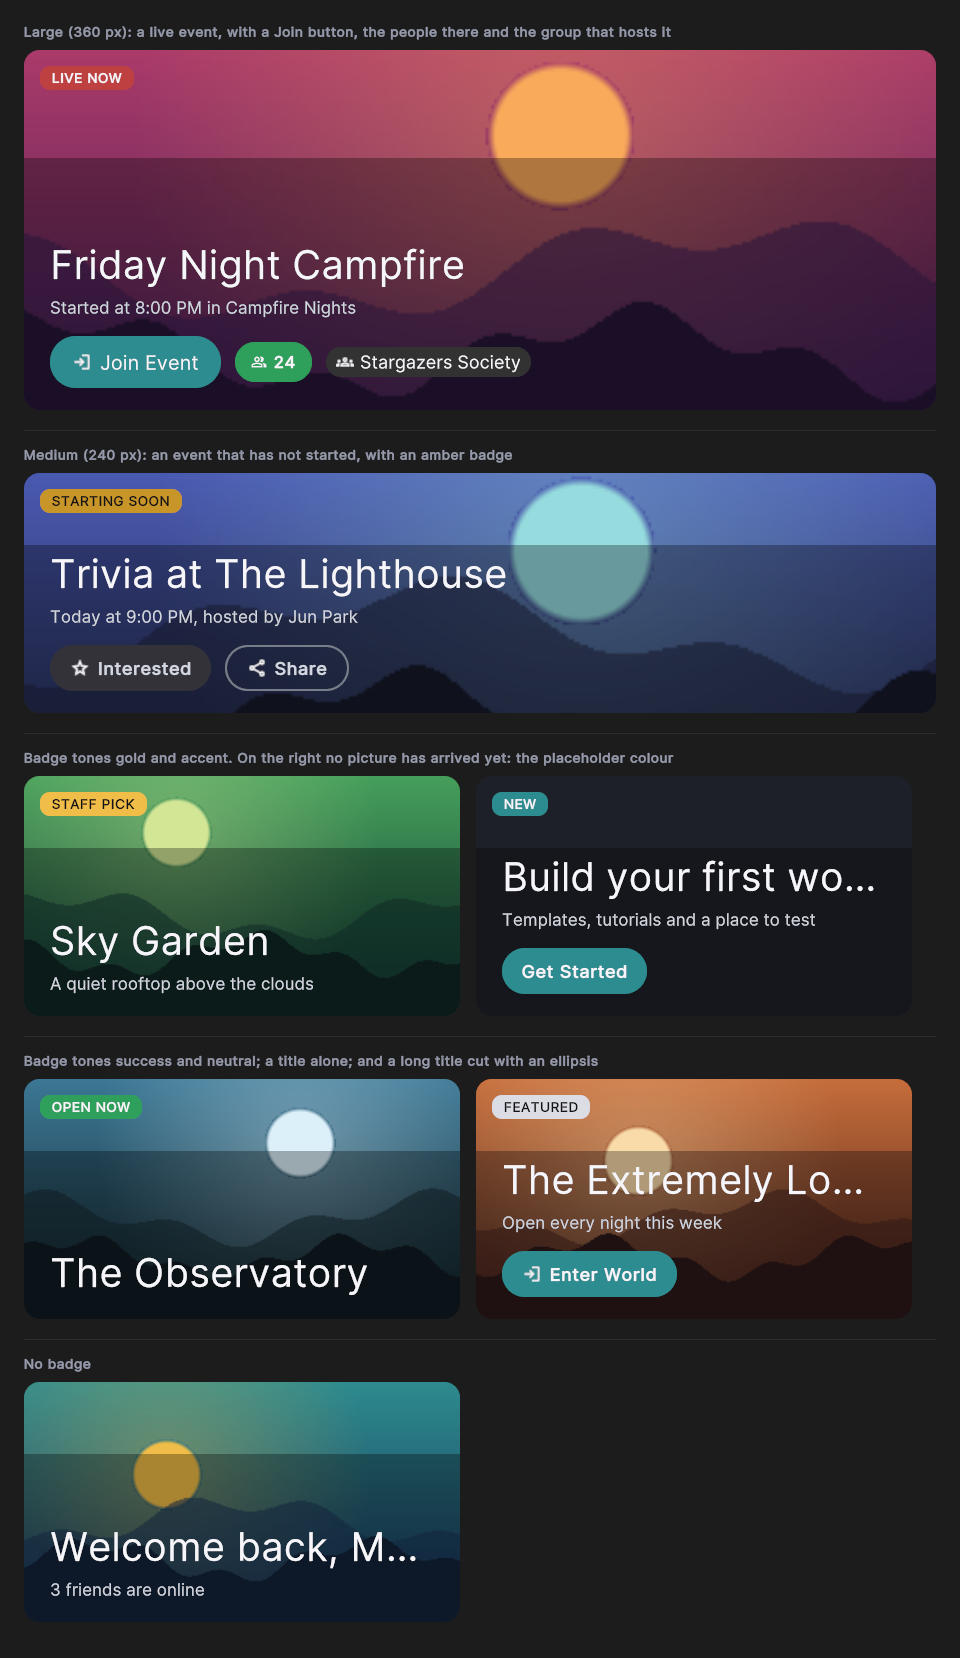 Large (360 px): a live event, with a Join button, the people there and the group that hosts it
LIVE NOW
Friday Night Campfire
Started at 8:00 PM in Campfire Nights
Join Event
24
Stargazers Society
Medium (240 px): an event that has not started, with an amber badge
STARTING SOON
Trivia at The Lighthouse
Today at 9:00 PM, hosted by Jun Park
Interested
Share
Badge tones gold and accent. On the right no picture has arrived yet: the placeholder colour
STAFF PICK
Sky Garden
A quiet rooftop above the clouds
NEW
Build your first wo...
Templates, tutorials and a place to test
Get Started
Badge tones success and neutral; a title alone; and a long title cut with an ellipsis
OPEN NOW
The Observatory
FEATURED
The Extremely Lo...
Open every night this week
Enter World
No badge
Welcome back, M...
3 friends are online